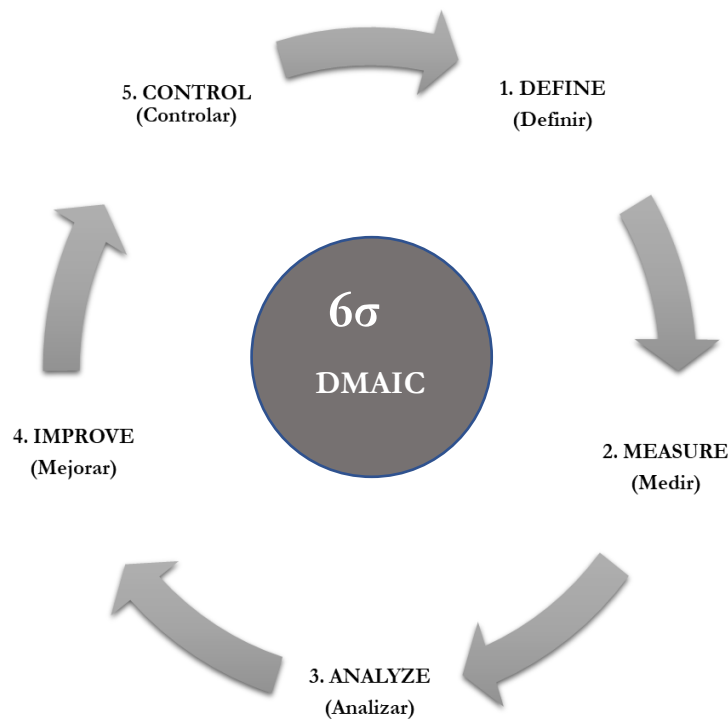 5. CONTROL
(Controlar)
1. DEFINE
(Definir)
6σ
DMAIC
4. IMPROVE
(Mejorar)
2. MEASURE
(Medir)
3. ANALYZE
(Analizar)